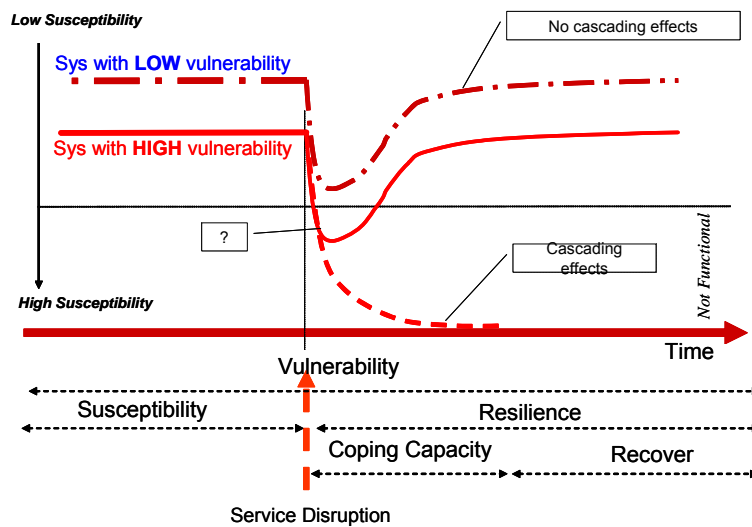 Low Susceptibility
No cascading effects
Sys with LOW vulnerability
Sys with HIGH vulnerability
?
Cascading
effects
Not Functional
High Susceptibility
Time
Vulnerability
Susceptibility
Resilience
Coping Capacity
Recover
Service Disruption